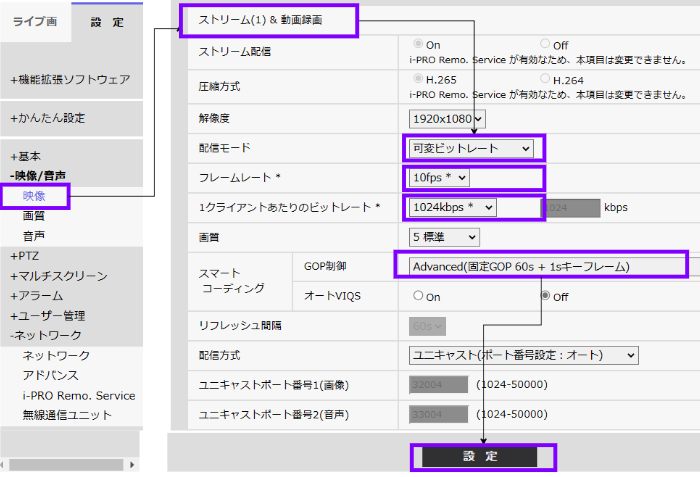 ライブ画
設 定
+機能拡張ソフトウェア
+かんたん設定
+基本
-映像/音声
映像
画質
音声
+PTZ
+マルチスクリーン
+アラーム
+ユーザー管理
-ネットワーク
ネットワーク
アドバンス
i-PRO Remo. Service
無線通信ユニット
ストリーム(1) & 動画録画
ストリーム配信
On
Off
i-PRO Remo. Service が有効なため、本項目は変更できません。
圧縮方式
H.265
H.264
i-PRO Remo. Service が有効なため、本項目は変更できません。
解像度
1920x1080
配信モード
可変ビットレート
フレームレート *
10fps *
1クライアントあたりのビットレート *
1024kbps *
1024
kbps
画質
5 標準
スマート
コーディング
GOP制御
Advanced(固定GOP 60s + 1sキーフレーム)
オートVIQS
On
Off
リフレッシュ間隔
60s
配信方式
ユニキャスト(ポート番号設定：オート)
ユニキャストポート番号1(画像)
32004
(1024-50000)
ユニキャストポート番号2(音声)
33004
(1024-50000)
設 定